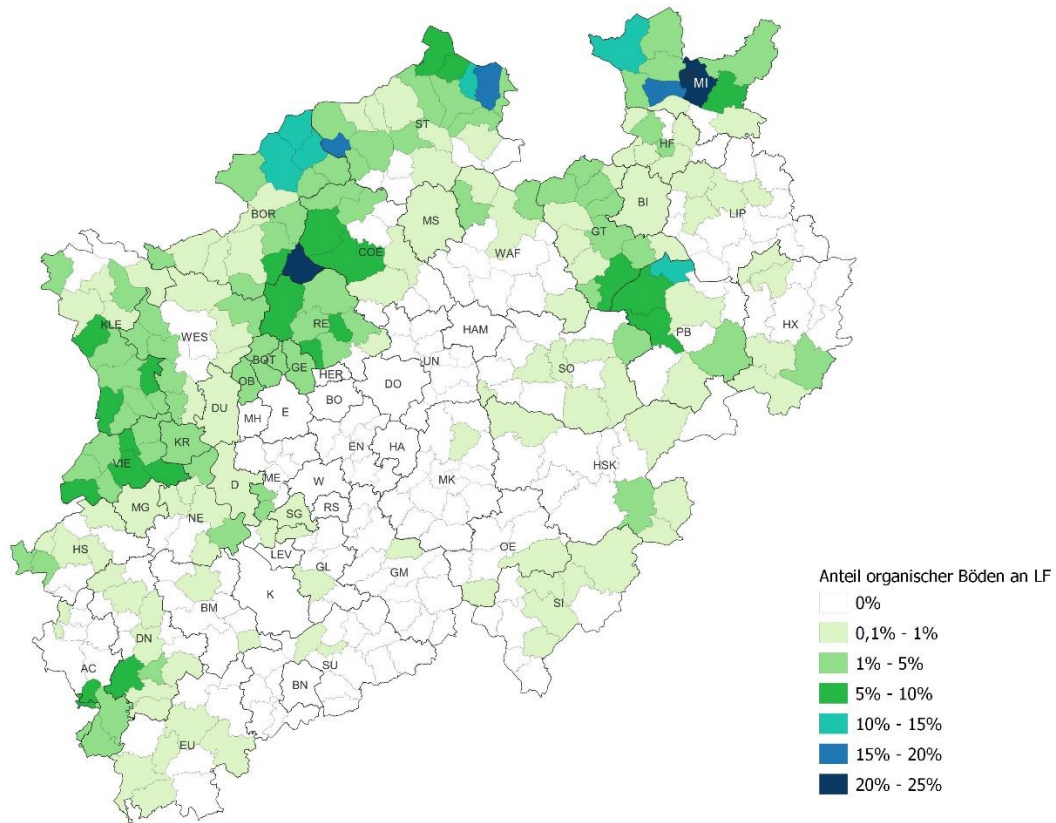 MI
ST
HF
BOR
MS
BI
LIP
COE
GT
WAF
KLE
WES
RE
PB
HX
HAM
UN
BOT
GE
HER
DO
SO
OB
DU
MH
E
BO
KR
EN
HA
HSK
VIE
ME
W
MK
D
MG
NE
SG
RS
HS
LEV
GL
OE
GM
K
BM
SI
DN
SU
AC
BN
EU
Anteil organischer Böden an LF
0%
0,1% - 1%
1% - 5%
5% - 10%
10% - 15%
15% - 20%
20% - 25%